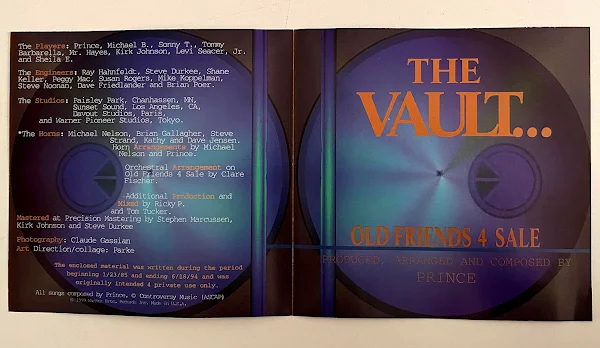 The Players: Prince, Michael B., Sonny T., Tommy
Barbarella, Mr. Hayes, Kirk Johnson, Levi Seacer, Jr.
and Sheila E.
The Engineers: Ray Hahnfeldt, Steve Durkee, Shane
Keller, Peggy Mac, Susan Rogers, Mike Koppelman,
Steve Noonan, Dave Friedlander and Brian Poer.
The Studios: Paisley Park, Chanhassen, MN,
Sunset Sound, Los Angeles, CA,
Davout Studios, Paris,
and Warner Pioneer Studios, Tokyo.
*The Horns: Michael Nelson, Brian Gallagher, Steve
Strand, Kathy and Dave Jensen.
Horn Arrangements by Michael
Nelson and Prince.
Orchestral Arrangement on
Old Friends 4 Sale by Clare
Fischer.
Additional Production and
Mixed by Ricky P.
and Tom Tucker.
Mastered at Precision Mastering by Stephen Marcussen,
Kirk Johnson and Steve Durkee
Photography: Claude Gassian
Art Direction/collage: Parke
The enclosed material was written during the period
beginning 1/23/85 and ending 6/18/94 and was
originally intended 4 private use only.
All songs composed by Prince. © Controversy Music (ASCAP)
© 1999 Warner Bros. Records Inc. Made in U.S.A.
THE
VAULT...
OLD FRIENDS 4 SALE
PRODUCED, ARRANGED AND COMPOSED BY
PRINCE